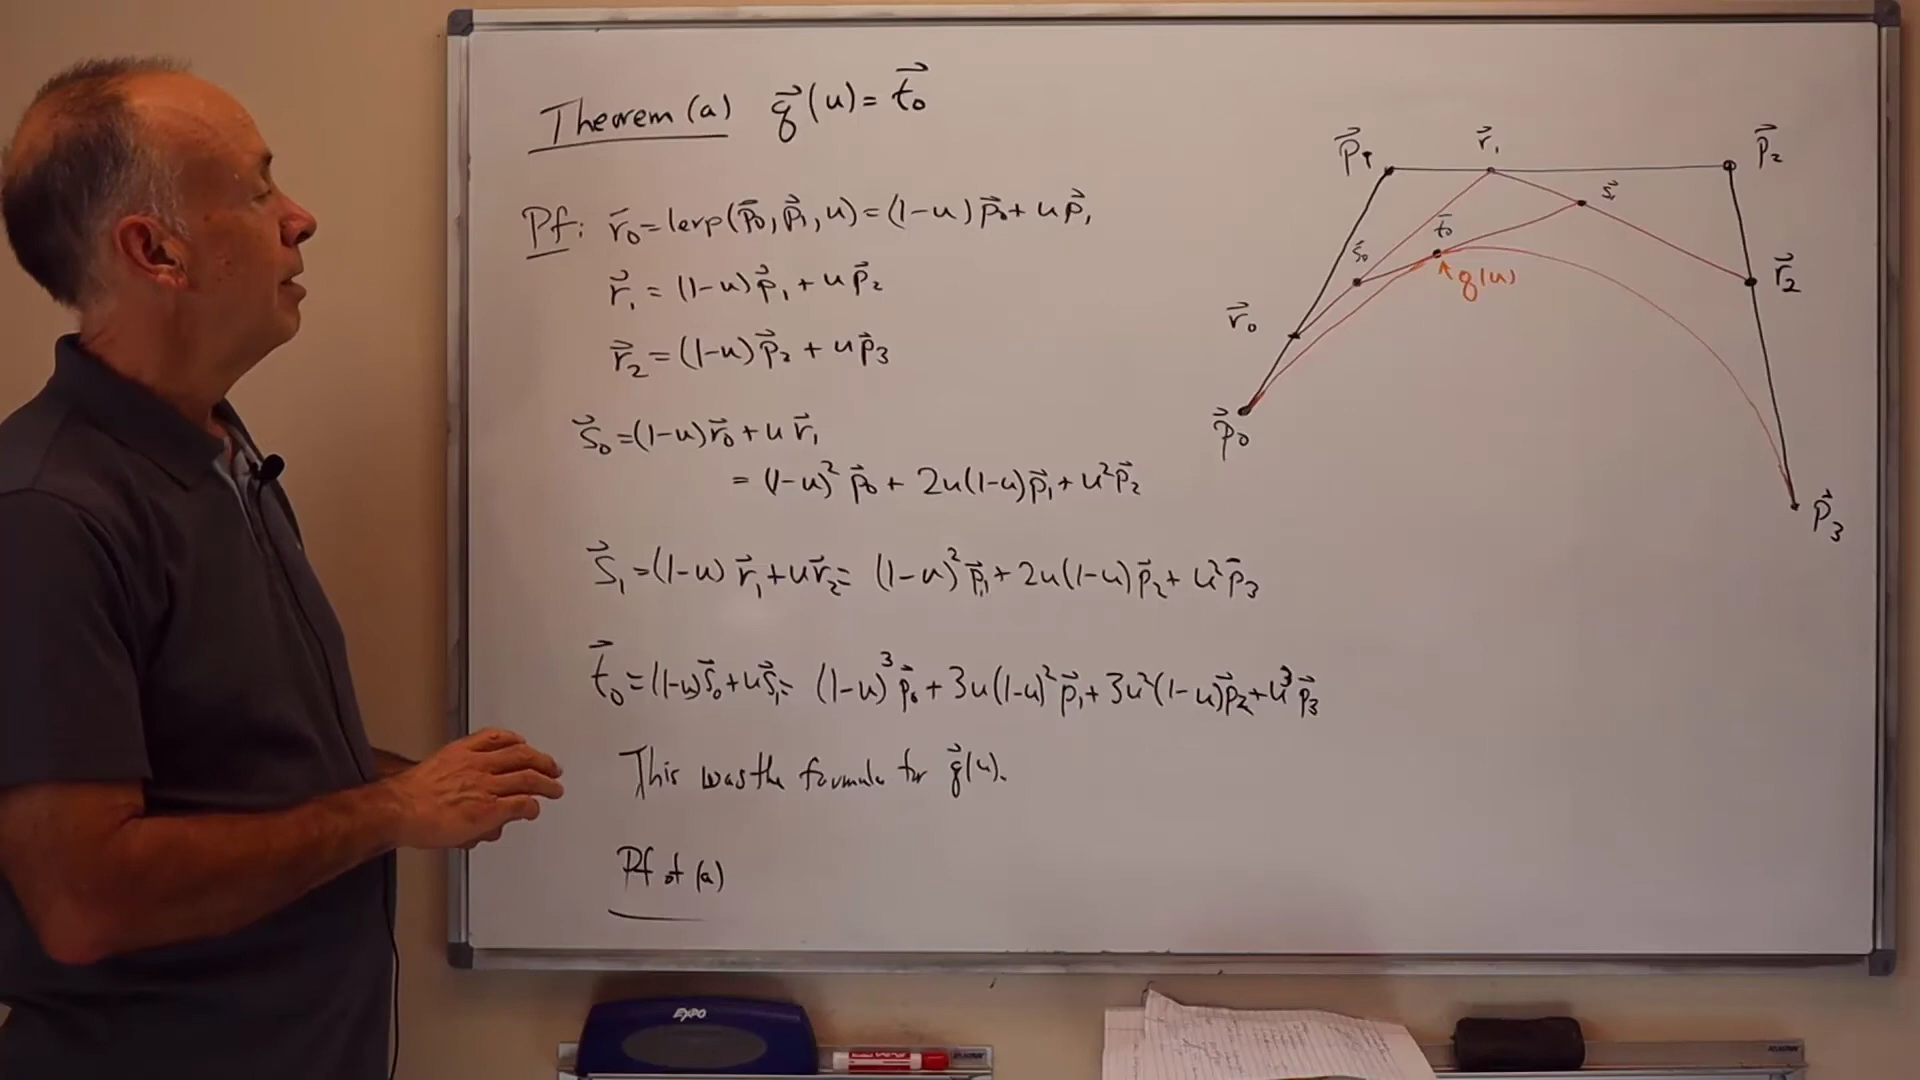 Theorem (a) q⃗(u) = t⃗₀
Pf: r⃗₀ = lerp(p⃗₀, p⃗₁, u) = (1-u) p⃗₀ + u p⃗₁
r⃗₁ = (1-u) p⃗₁ + u p⃗₂
r⃗₂ = (1-u) p⃗₂ + u p⃗₃
s⃗₀ = (1-u) r⃗₀ + u r⃗₁
= (1-u)² p⃗₀ + 2u(1-u) p⃗₁ + u² p⃗₂
s⃗₁ = (1-u) r⃗₁ + u r⃗₂ = (1-u)² p⃗₁ + 2u(1-u) p⃗₂ + u² p⃗₃
t⃗₀ = (1-u) s⃗₀ + u s⃗₁ = (1-u)³ p⃗₀ + 3u(1-u)² p⃗₁ + 3u²(1-u) p⃗₂ + u³ p⃗₃
This was the formula for q⃗(u).
Pf of (a)
p⃗₁
r⃗₁
p⃗₂
s⃗₁
t⃗₀
s⃗₀
q(u)
r⃗₂
r⃗₀
p⃗₀
p⃗₃
EXPO